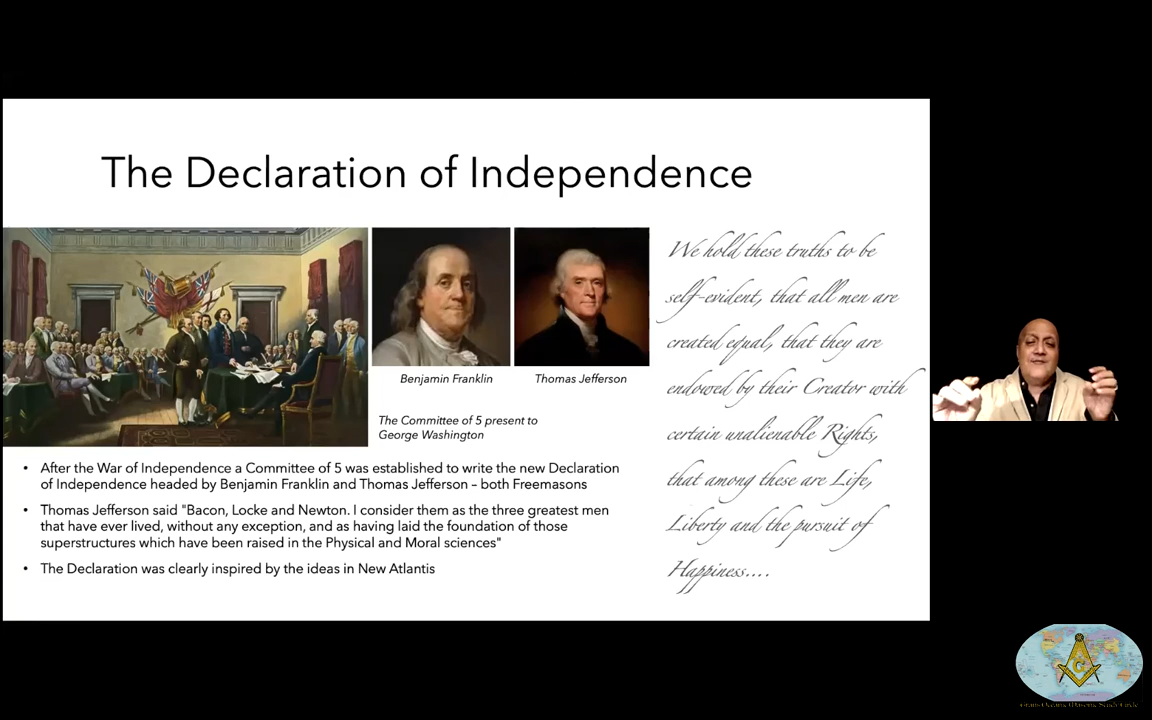 The Declaration of Independence
Benjamin Franklin
Thomas Jefferson
The Committee of 5 present to
George Washington
• After the War of Independence a Committee of 5 was established to write the new Declaration
of Independence headed by Benjamin Franklin and Thomas Jefferson – both Freemasons
• Thomas Jefferson said "Bacon, Locke and Newton. I consider them as the three greatest men
that have ever lived, without any exception, and as having laid the foundation of those
superstructures which have been raised in the Physical and Moral sciences"
• The Declaration was clearly inspired by the ideas in New Atlantis
We hold these truths to be
self-evident, that all men are
created equal, that they are
endowed by their Creator with
certain unalienable Rights,
that among these are Life,
Liberty and the pursuit of
Happiness....
G
Masonic Study Circle